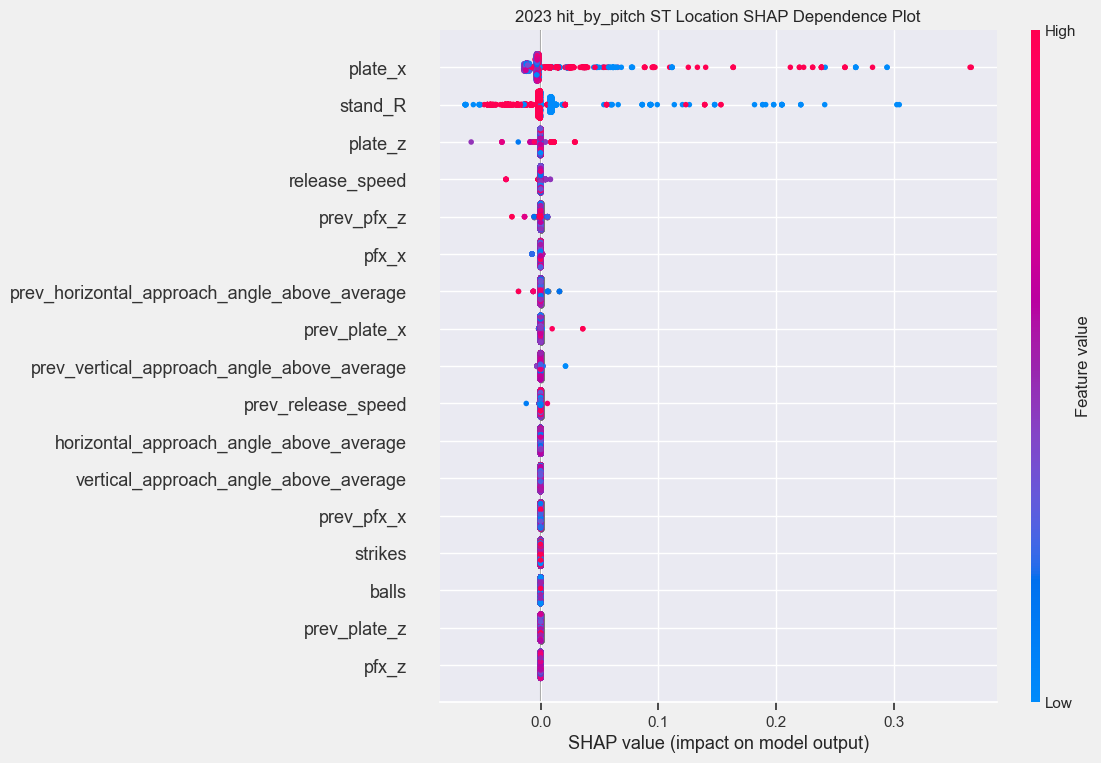 2023 hit_by_pitch ST Location SHAP Dependence Plot
High
plate_x
stand_R
plate_z
release_speed
prev_pfx_z
pfx_x
prev_horizontal_approach_angle_above_average
prev_plate_x
prev_vertical_approach_angle_above_average
prev_release_speed
horizontal_approach_angle_above_average
vertical_approach_angle_above_average
prev_pfx_x
strikes
balls
prev_plate_z
pfx_z
Feature value
Low
0.0 0.1 0.2 0.3
SHAP value (impact on model output)